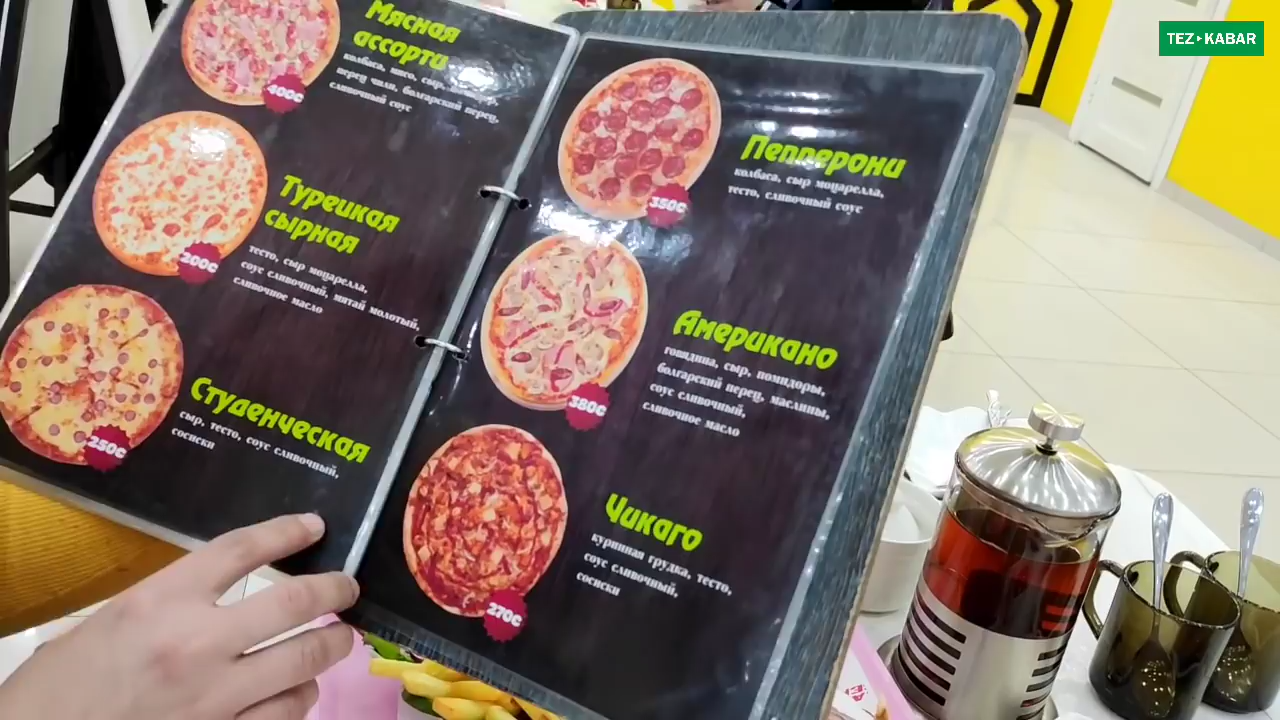 Мясная
ассорти
колбаса, мясо, сыр,
перец чили, болгарский перец,
сливочный соус
400С
Турецкая
сырная
тесто, сыр моцарелла,
соус сливочный, мятай молотый,
сливочное масло
200С
Студенческая
сыр, тесто, соус сливочный,
сосиски
250С
Пепперони
колбаса, сыр моцарелла,
тесто, сливочный соус
350С
Американо
говядина, сыр, помидоры,
болгарский перец, маслины,
соус сливочный,
сливочное масло
380С
Чикаго
куриная грудка, тесто,
соус сливочный,
сосиски
270С
TEZ KABAR